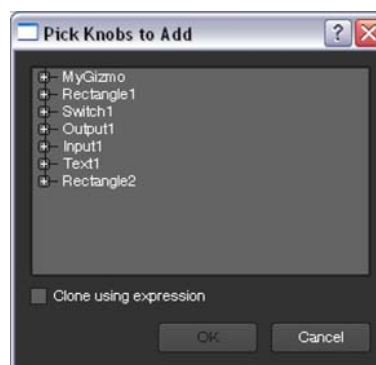 Pick Knobs to Add
MyGizmo
Rectangle1
Switch1
Output1
Input1
Text1
Rectangle2
Clone using expression
OK
Cancel